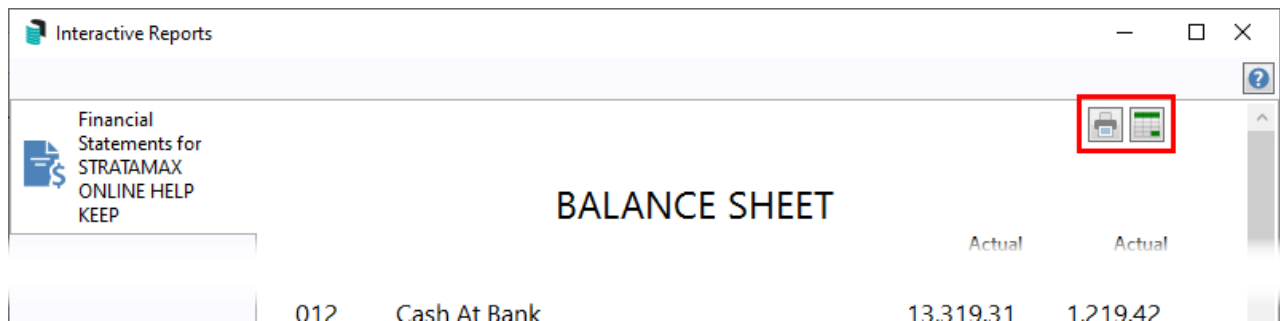 Interactive Reports
Financial
Statements for
STRATAMAX
ONLINE HELP
KEEP
BALANCE SHEET
Actual Actual
012 Cash At Bank 13,319.31 1,219.42